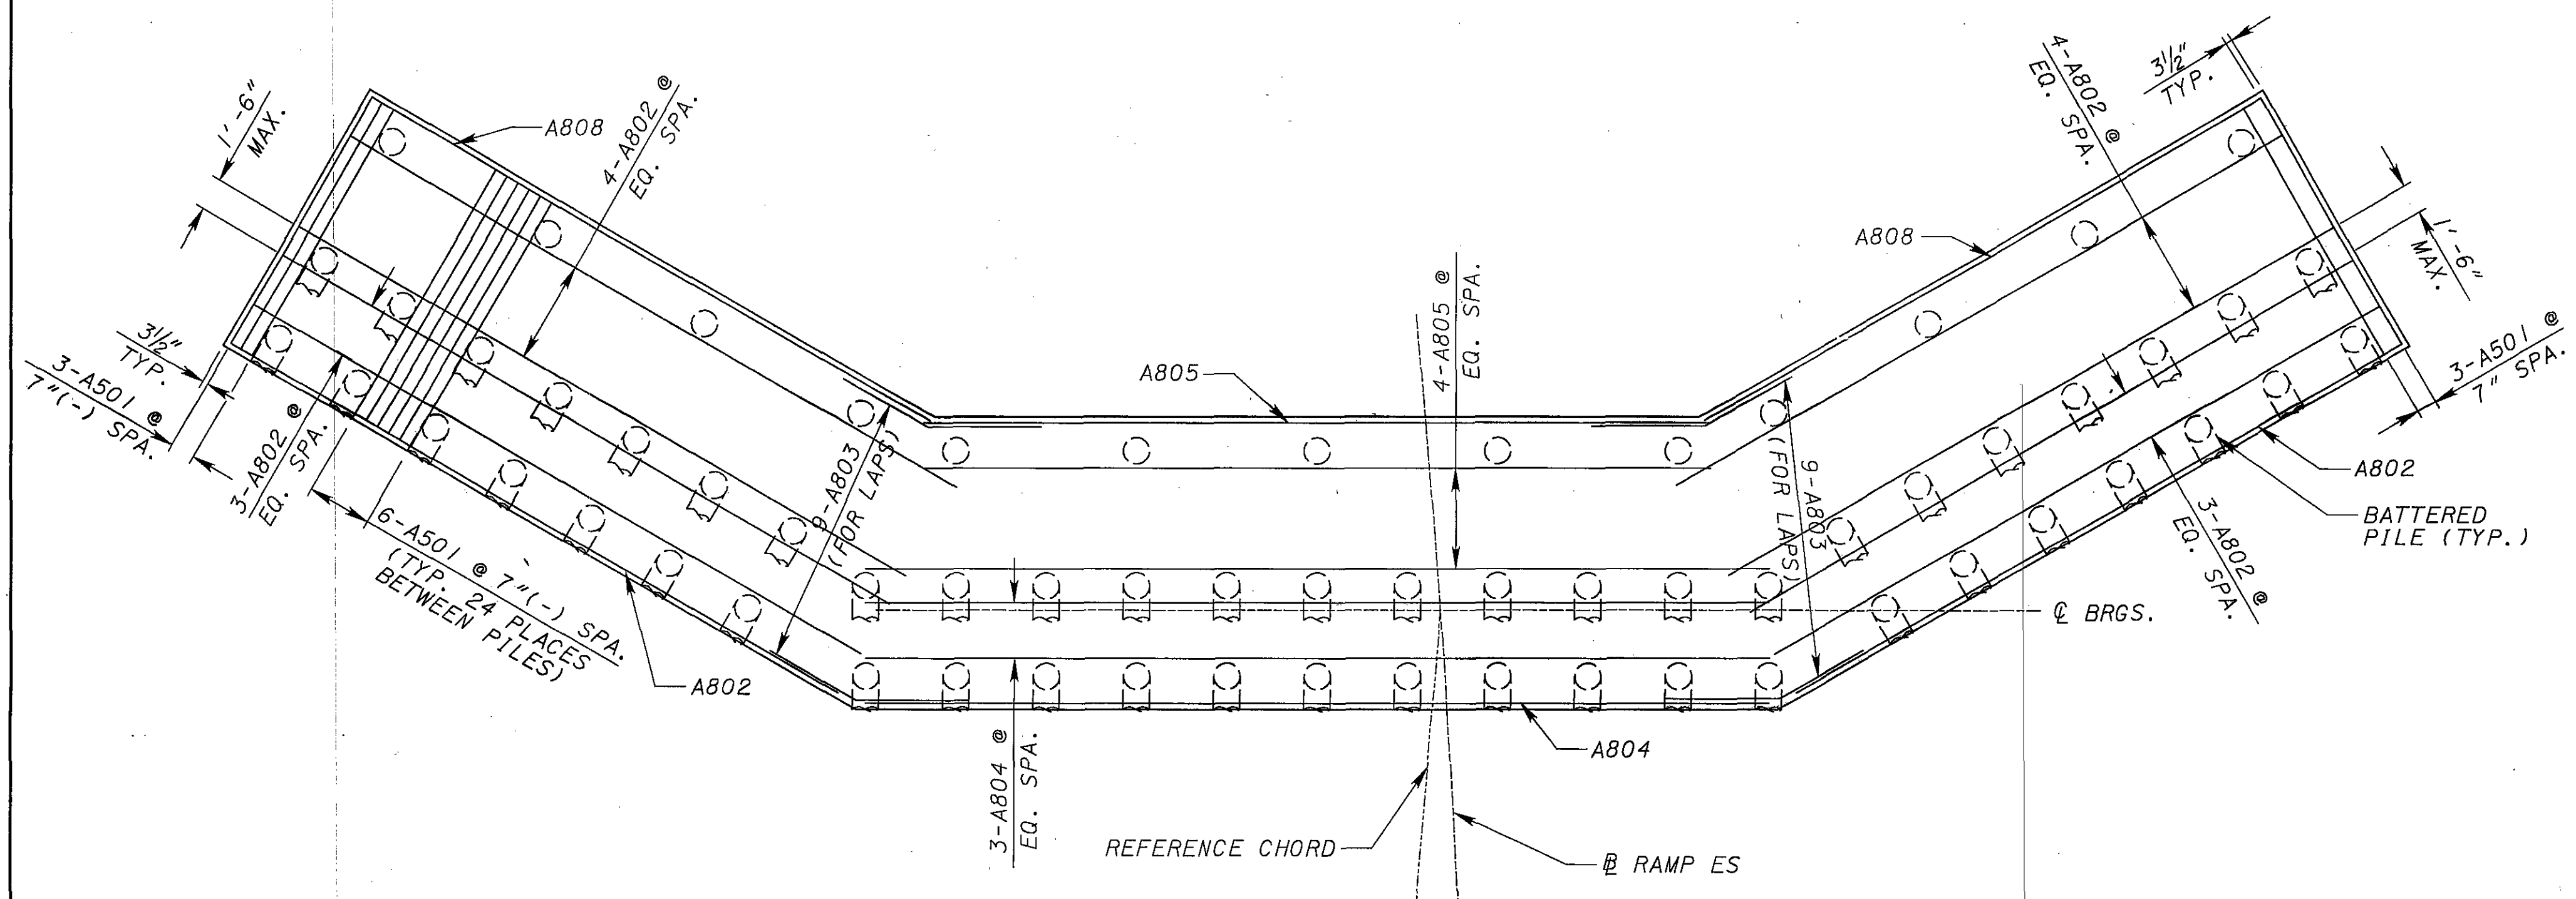 1'-6"
MAX.
A808
4-A802 @
EQ. SPA.
3½"
TYP.
3-A501 @
7"(-) SPA.
3-A802 @
EQ. SPA.
6-A501 @ 7"(-) SPA.
(TYP. 24 PLACES
BETWEEN PILES)
A802
9-A803
(FOR LAPS)
A805
4-A805 @
EQ. SPA.
3-A804 @
EQ. SPA.
A804
REFERENCE CHORD
℄ RAMP ES
℄ BRGS.
A808
4-A802 @
EQ. SPA.
3½"
TYP.
1'-6"
MAX.
3-A501 @
7" SPA.
A802
BATTERED
PILE (TYP.)
3-A802 @
EQ. SPA.
9-A803
(FOR LAPS)